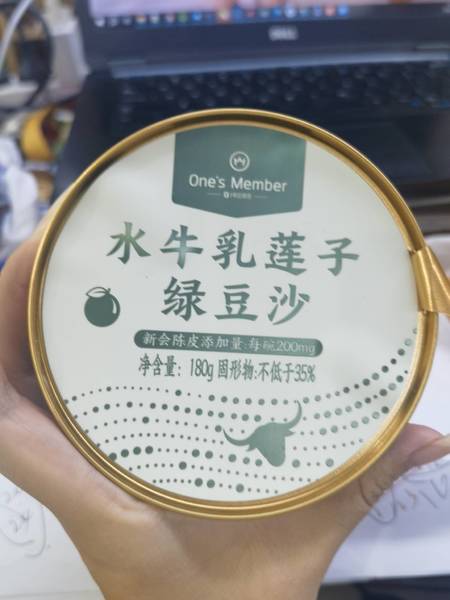 DELL
One's Member
水牛乳莲子
绿豆沙
新会陈皮添加量:每碗200mg
净含量: 180g 固形物:不低于35%